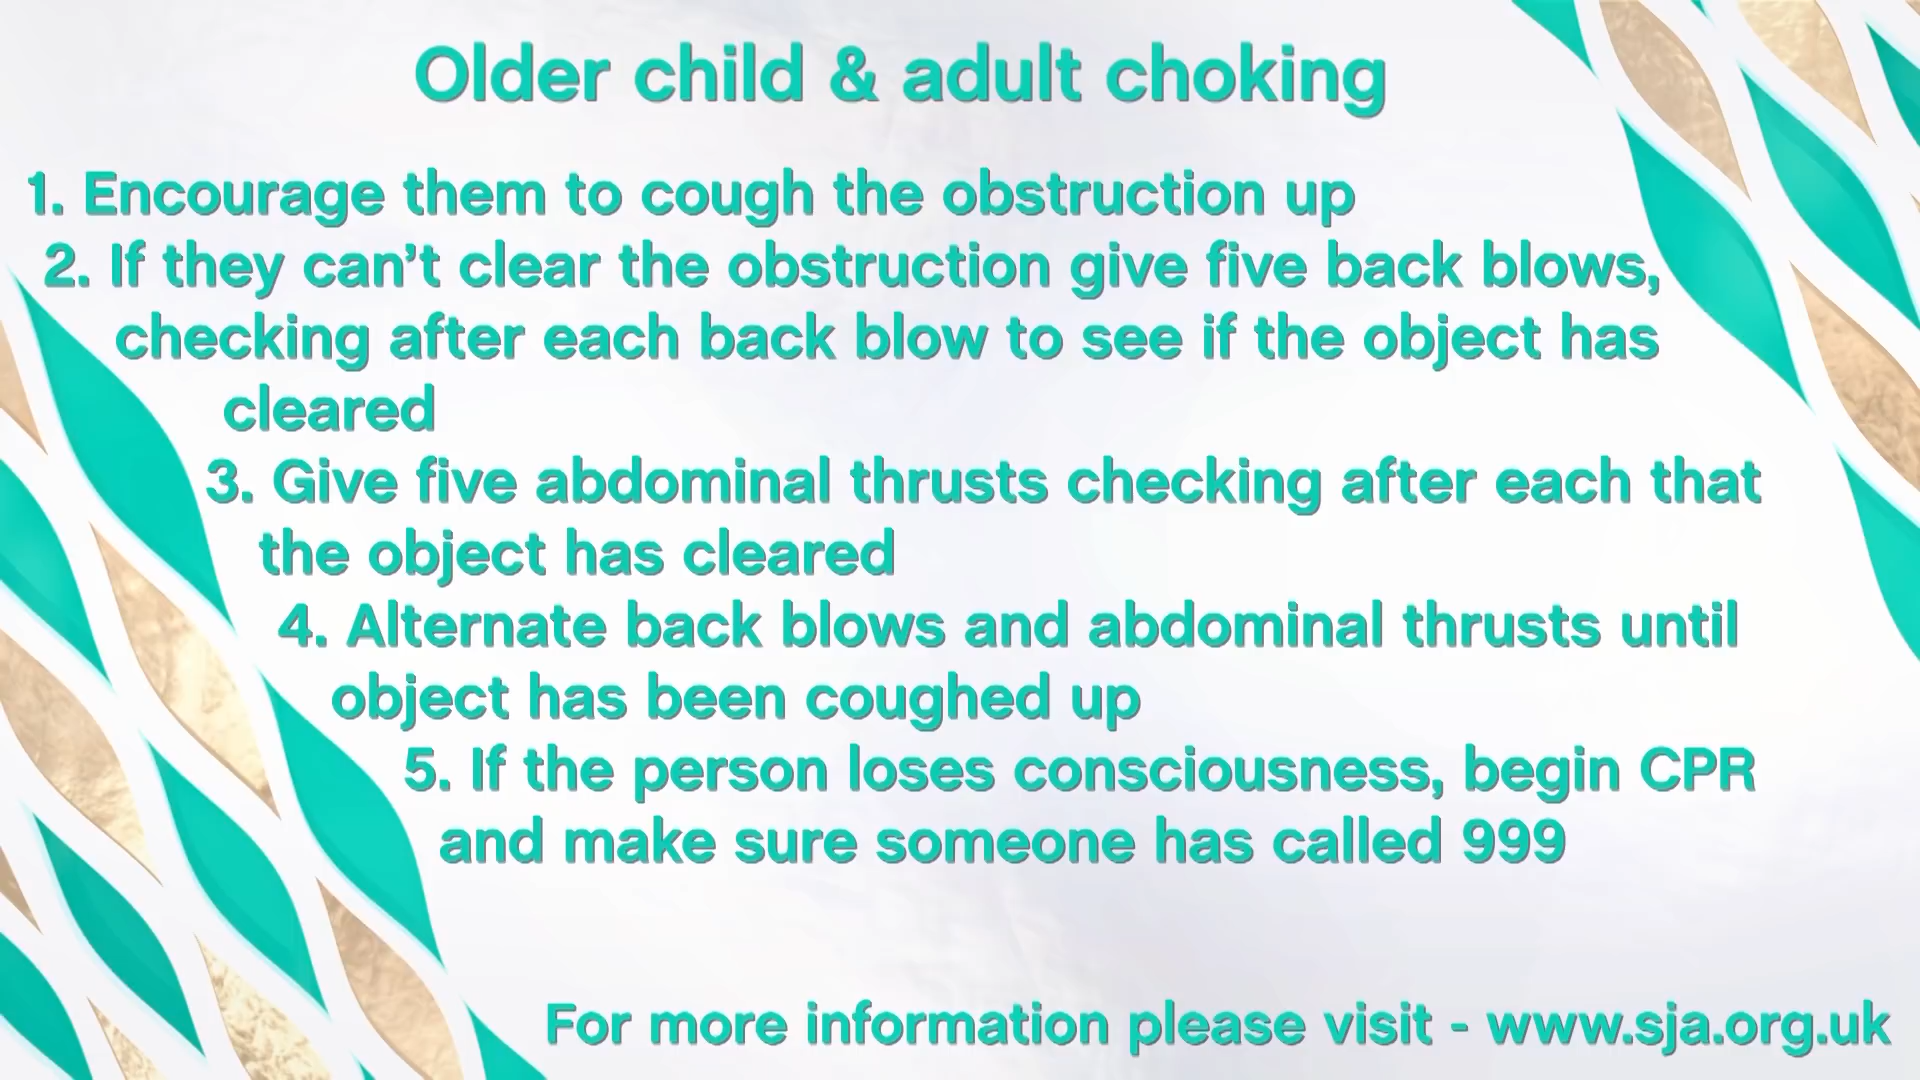 Older child & adult choking
1. Encourage them to cough the obstruction up
2. If they can’t clear the obstruction give five back blows,
checking after each back blow to see if the object has
cleared
3. Give five abdominal thrusts checking after each that
the object has cleared
4. Alternate back blows and abdominal thrusts until
object has been coughed up
5. If the person loses consciousness, begin CPR
and make sure someone has called 999
For more information please visit - www.sja.org.uk